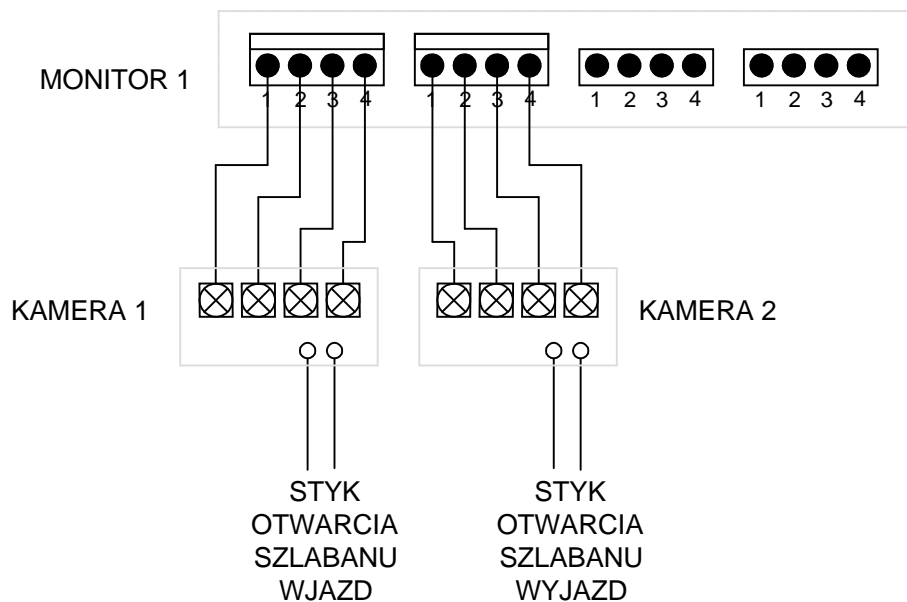 MONITOR 1
1 2 3 4 1 2 3 4 1 2 3 4 1 2 3 4
KAMERA 1
KAMERA 2
STYK
OTWARCIA
SZLABANU
WJAZD
STYK
OTWARCIA
SZLABANU
WYJAZD